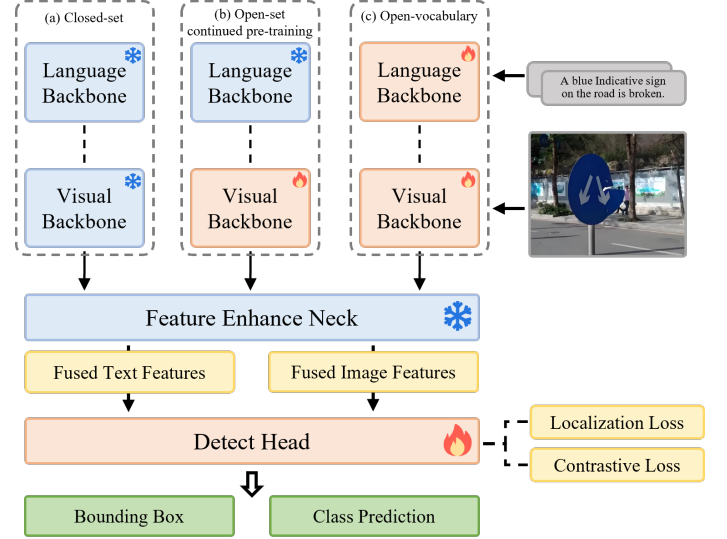 (a) Closed-set
(b) Open-set
continued pre-training
(c) Open-vocabulary
Language
Backbone
Language
Backbone
Language
Backbone
A blue Indicative sign
on the road is broken.
Visual
Backbone
Visual
Backbone
Visual
Backbone
Feature Enhance Neck
Fused Text Features
Fused Image Features
Detect Head
Localization Loss
Contrastive Loss
Bounding Box
Class Prediction